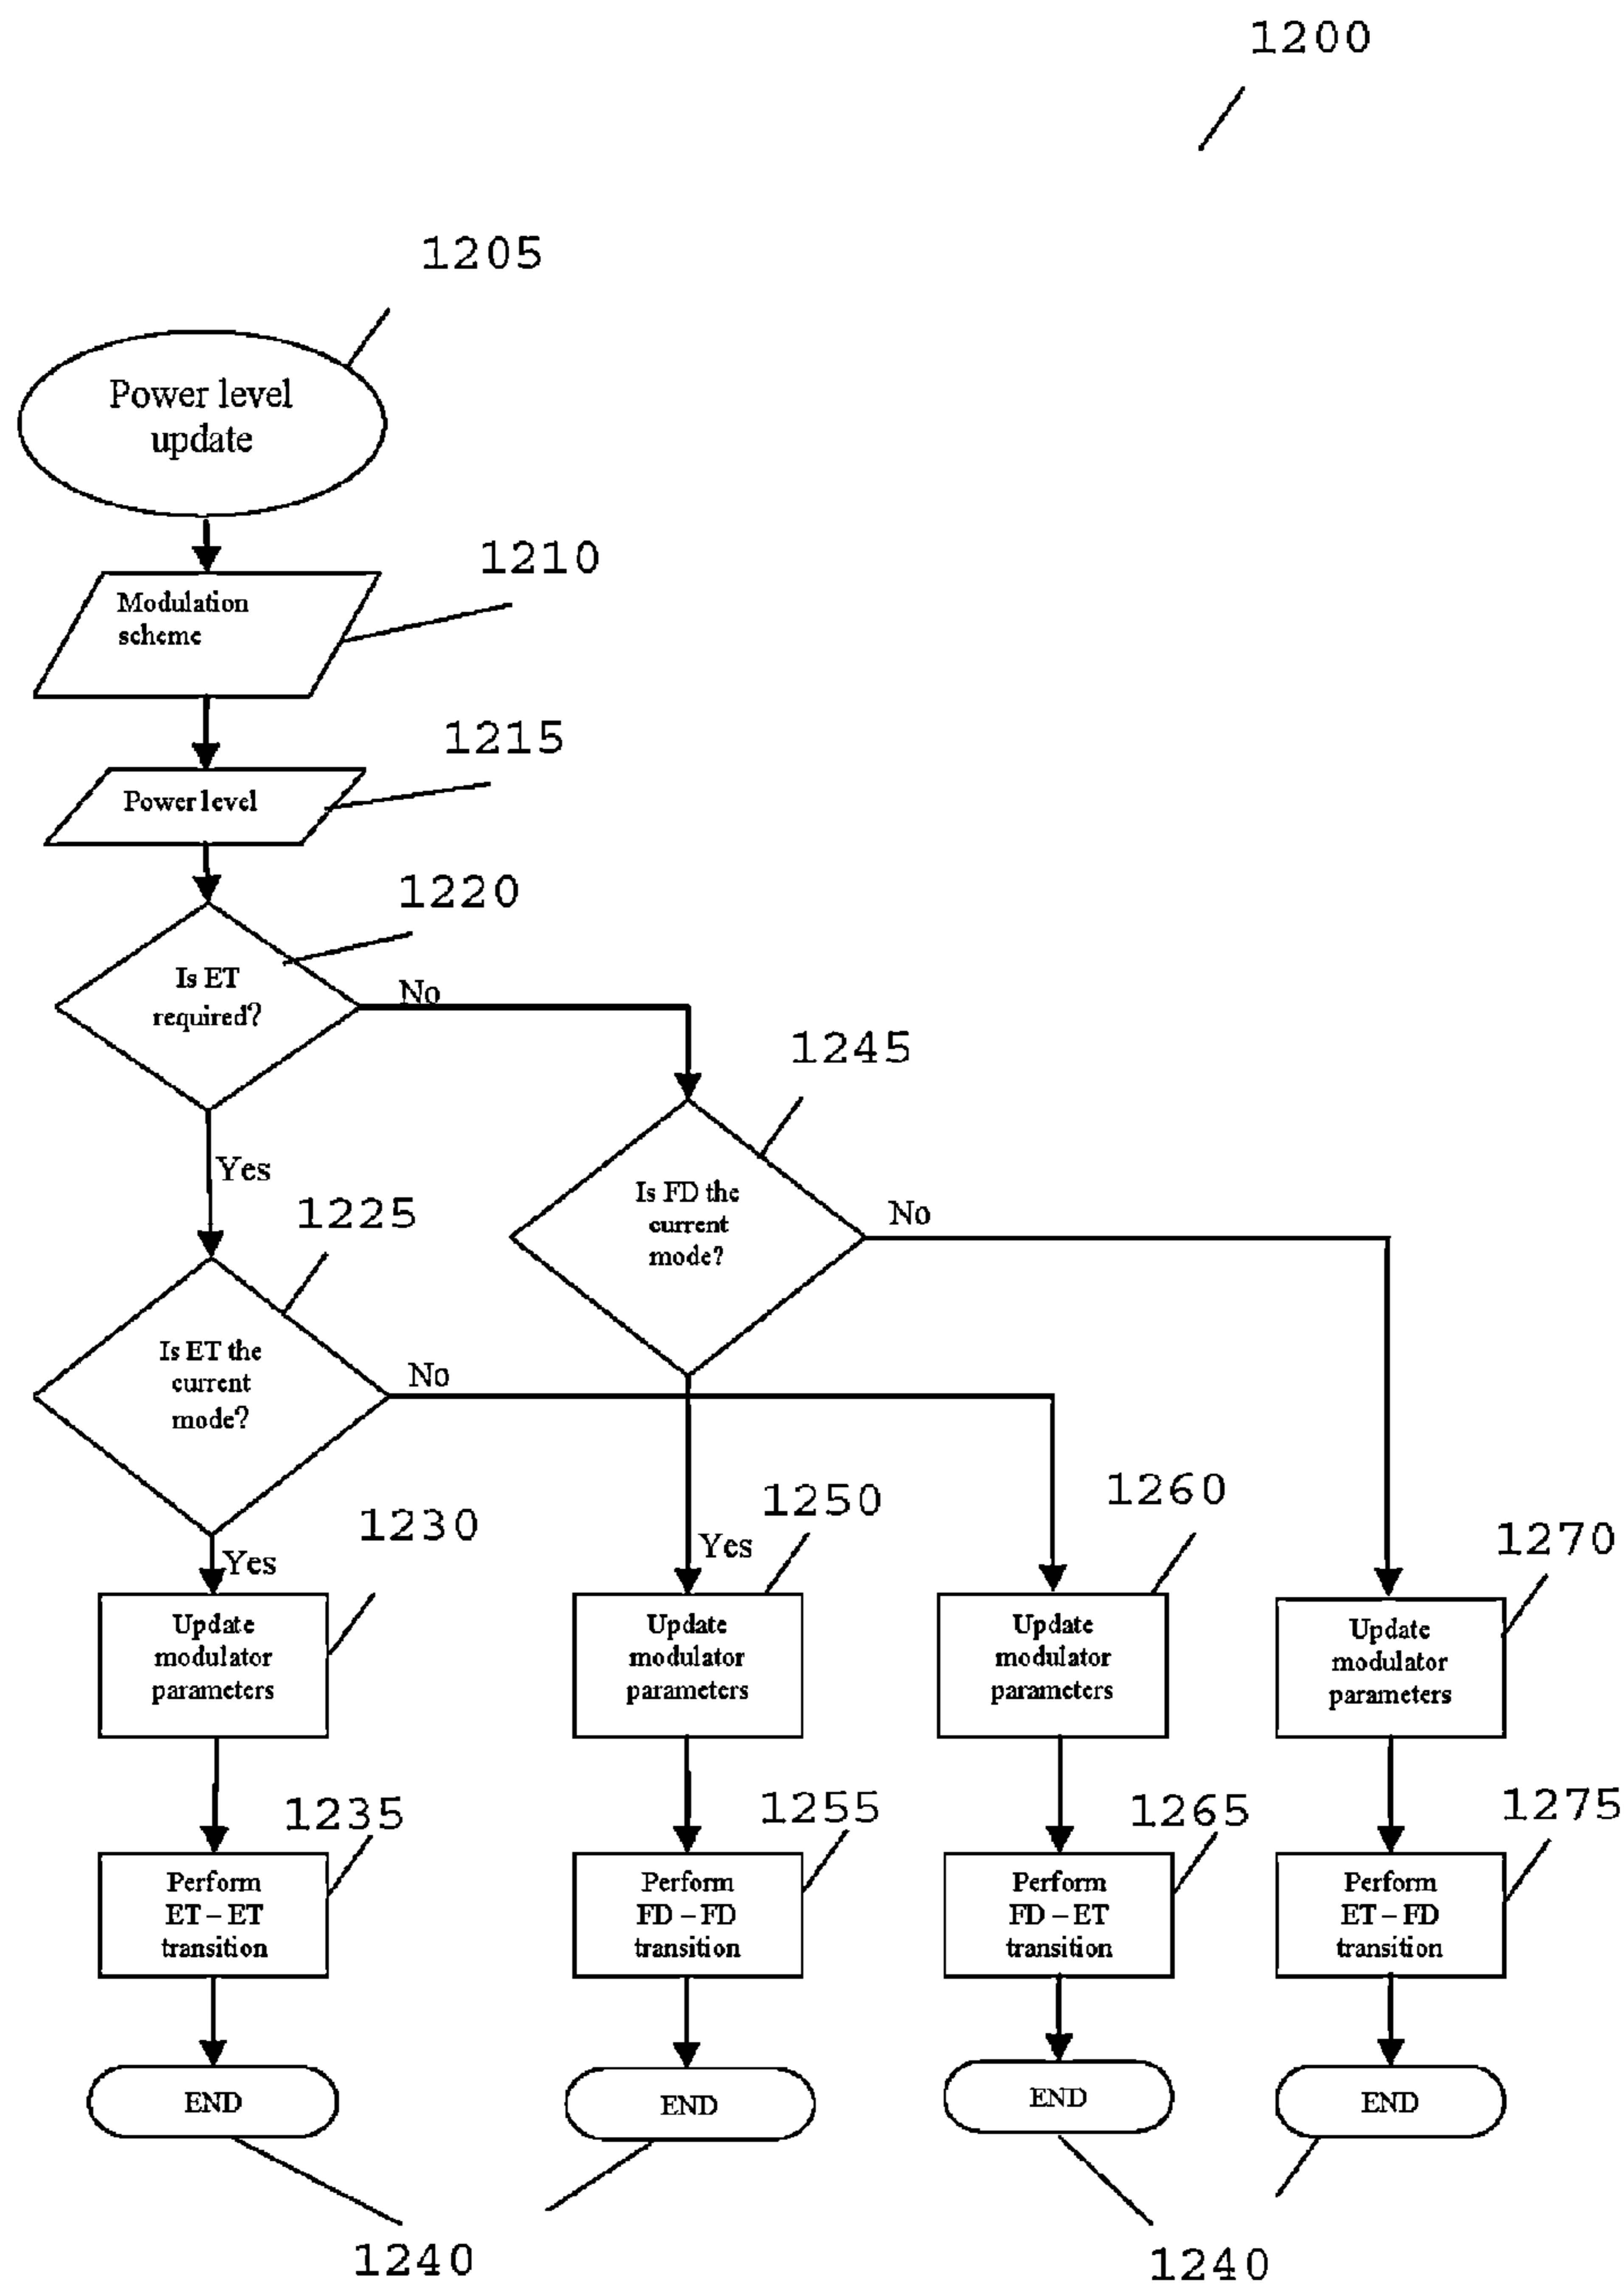 1200
1205
Power level
update
1210
Modulation
scheme
1215
Power level
1220
Is ET
required?
No
1245
Yes
Is FD the
current
mode?
No
1225
Is ET the
current
mode?
No
1230
Yes
1250
Yes
1260
1270
Update
modulator
parameters
Update
modulator
parameters
Update
modulator
parameters
Update
modulator
parameters
1235
1255
1265
1275
Perform
ET – ET
transition
Perform
FD – FD
transition
Perform
FD – ET
transition
Perform
ET – FD
transition
END
END
END
END
1240
1240